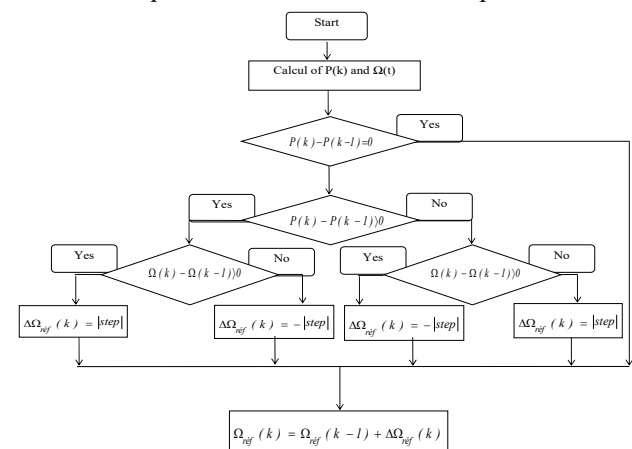 Start
Calcul of P(k) and Ω(t)
Yes
P(k)−P(k−1)=0
Yes
No
P(k)−P(k−1)⟩0
Yes
No
Yes
No
Ω(k)−Ω(k−1)⟩0
Ω(k)−Ω(k−1)⟩0
ΔΩréf (k) = |step|
ΔΩréf (k) = −|step|
ΔΩréf (k) = −|step|
ΔΩréf (k) = |step|
Ωréf (k) = Ωréf (k−1) + ΔΩréf (k)